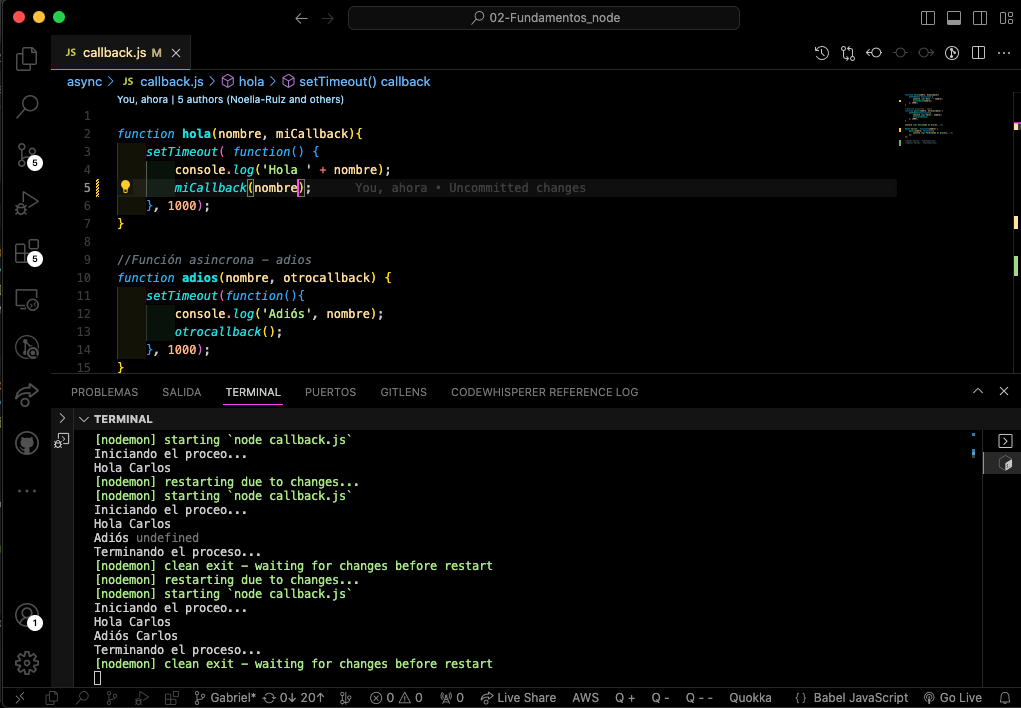 02-Fundamentos_node
JS callback.js M
async > JS callback.js > hola > setTimeout() callback
You, ahora | 5 authors (Noelia-Ruiz and others)
1
2 function hola(nombre, miCallback){
3 setTimeout( function() {
4 console.log('Hola ' + nombre);
5 miCallback(nombre); You, ahora • Uncommitted changes
6 }, 1000);
7 }
8
9 //Función asincrona – adios
10 function adios(nombre, otrocallback) {
11 setTimeout(function(){
12 console.log('Adiós', nombre);
13 otrocallback();
14 }, 1000);
15 }
5
5
1
PROBLEMAS SALIDA TERMINAL PUERTOS GITLENS CODEWHISPERER REFERENCE LOG
TERMINAL
[nodemon] starting `node callback.js`
Iniciando el proceo...
Hola Carlos
[nodemon] restarting due to changes...
[nodemon] starting `node callback.js`
Iniciando el proceo...
Hola Carlos
Adiós undefined
Terminando el proceso...
[nodemon] clean exit – waiting for changes before restart
[nodemon] restarting due to changes...
[nodemon] starting `node callback.js`
Iniciando el proceo...
Hola Carlos
Adiós Carlos
Terminando el proceso...
[nodemon] clean exit – waiting for changes before restart
Gabriel* 0↓ 20↑ 0 0 0 Live Share AWS Q + Q - Q - - Quokka {} Babel JavaScript Go Live